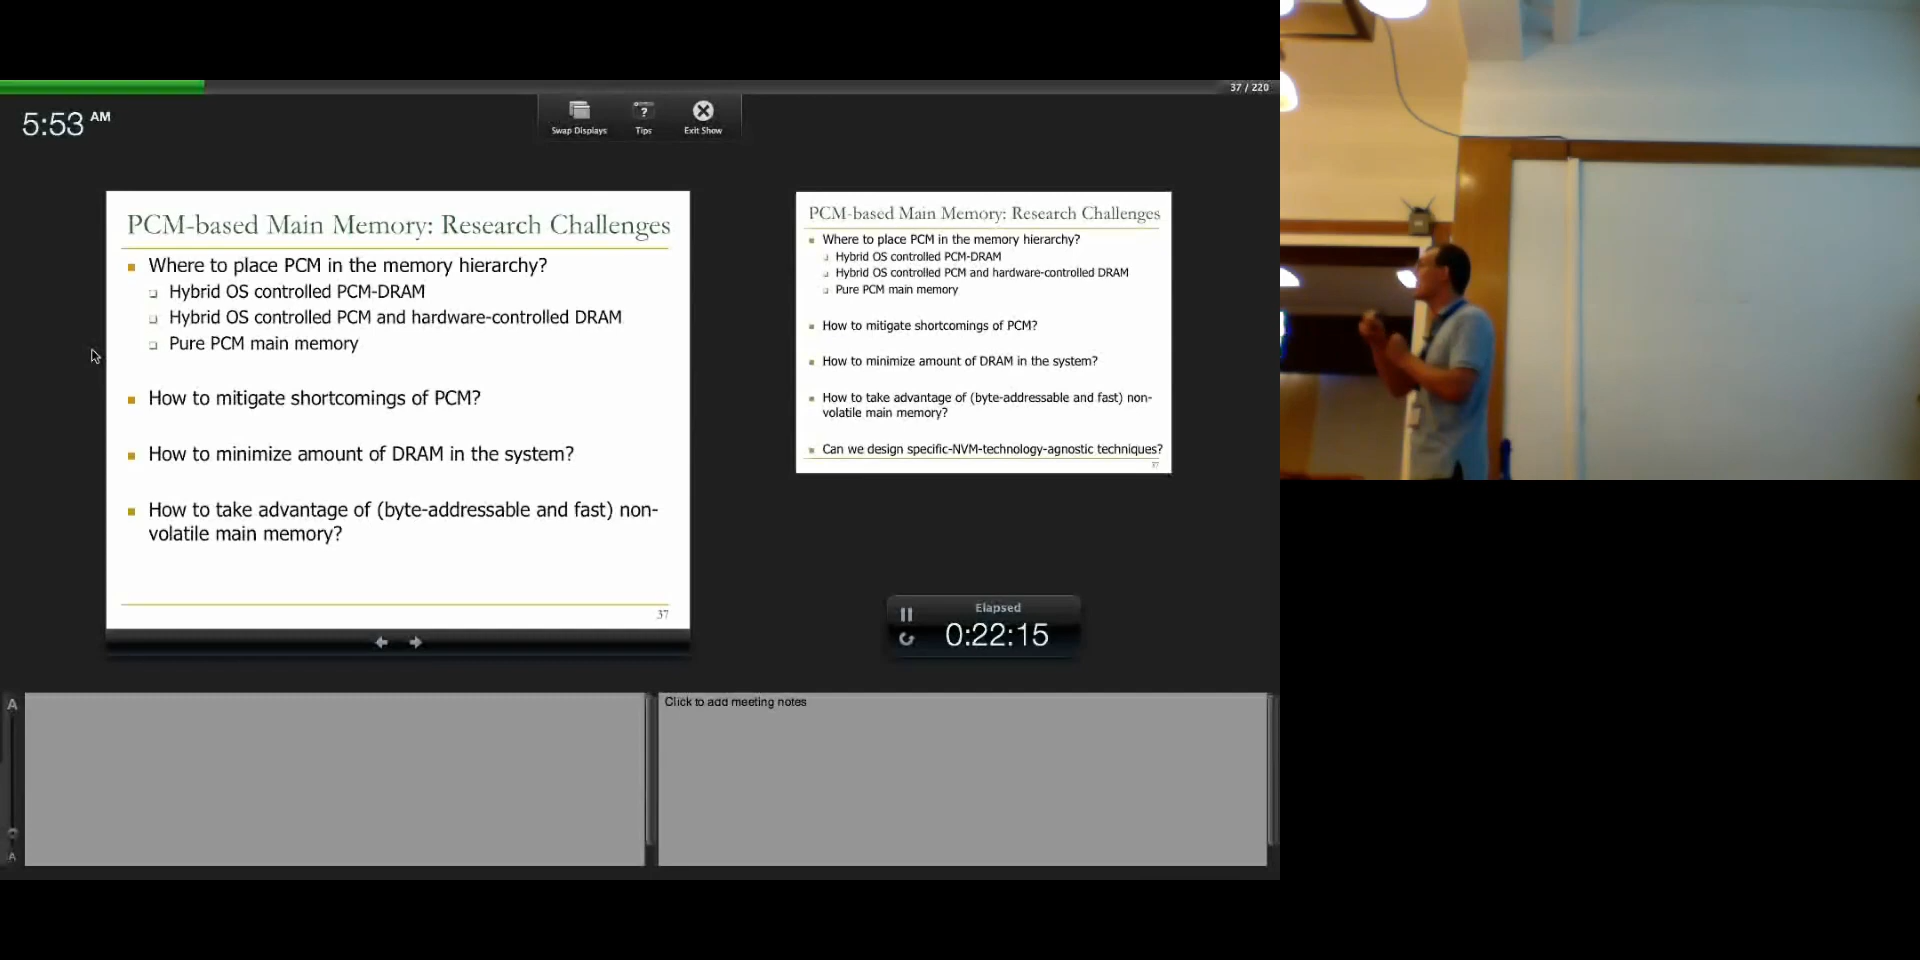 37 / 220
5:53 AM
Swap Displays
Tips
Exit Show
PCM-based Main Memory: Research Challenges
Where to place PCM in the memory hierarchy?
Hybrid OS controlled PCM-DRAM
Hybrid OS controlled PCM and hardware-controlled DRAM
Pure PCM main memory
How to mitigate shortcomings of PCM?
How to minimize amount of DRAM in the system?
How to take advantage of (byte-addressable and fast) non-
volatile main memory?
37
PCM-based Main Memory: Research Challenges
Where to place PCM in the memory hierarchy?
Hybrid OS controlled PCM-DRAM
Hybrid OS controlled PCM and hardware-controlled DRAM
Pure PCM main memory
How to mitigate shortcomings of PCM?
How to minimize amount of DRAM in the system?
How to take advantage of (byte-addressable and fast) non-
volatile main memory?
Can we design specific-NVM-technology-agnostic techniques?
37
Elapsed
0:22:15
A
A
Click to add meeting notes